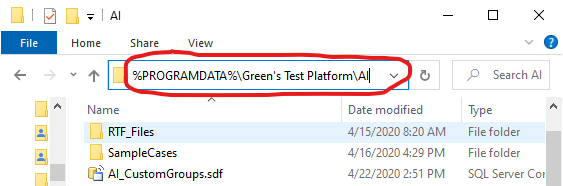 AI
File Home Share View
%PROGRAMDATA%\Green's Test Platform\AI
Search AI
Name Date modified Type
RTF_Files 4/15/2020 8:20 AM File folder
SampleCases 4/16/2020 4:29 PM File folder
AI_CustomGroups.sdf 4/22/2020 2:51 PM SQL Server Cor